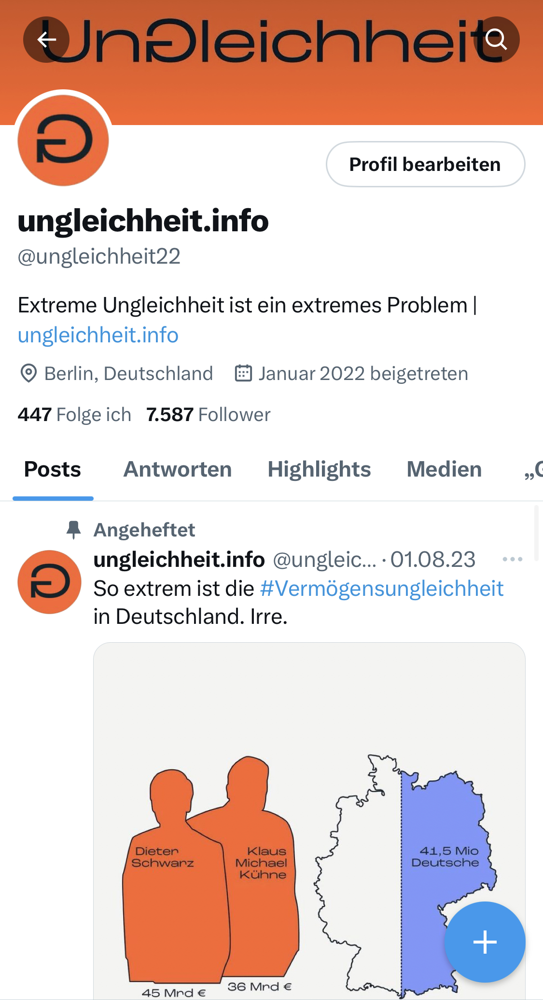 UnGleichheit
G
Profil bearbeiten
ungleichheit.info
@ungleichheit22
Extreme Ungleichheit ist ein extremes Problem |
ungleichheit.info
Berlin, Deutschland Januar 2022 beigetreten
447 Folge ich 7.587 Follower
Posts Antworten Highlights Medien „G
Angeheftet
G
ungleichheit.info @ungleic... · 01.08.23
So extrem ist die #Vermögensungleichheit
in Deutschland. Irre.
Dieter
Schwarz
Klaus
Michael
Kühne
41,5 Mio
Deutsche
45 Mrd €
36 Mrd €